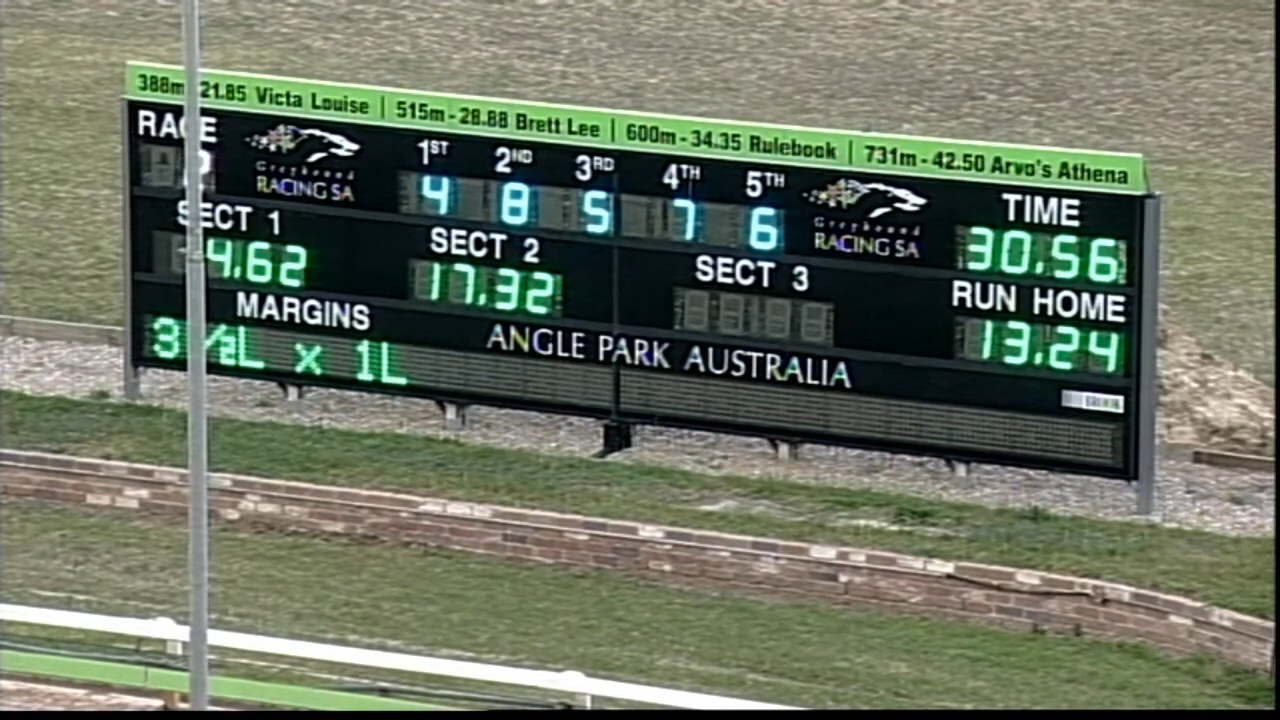 388m-21.85 Victa Louise | 515m-28.88 Brett Lee | 600m-34.35 Rulebook | 731m-42.50 Arvo's Athena
RACE
Greyhound
RACING SA
1ST 2ND 3RD 4TH 5TH
4 8 5 7 6
Greyhound
RACING SA
TIME
30.56
SECT 1
4.62
SECT 2
17.32
SECT 3
RUN HOME
13.24
MARGINS
3 ½L x 1L
ANGLE PARK AUSTRALIA